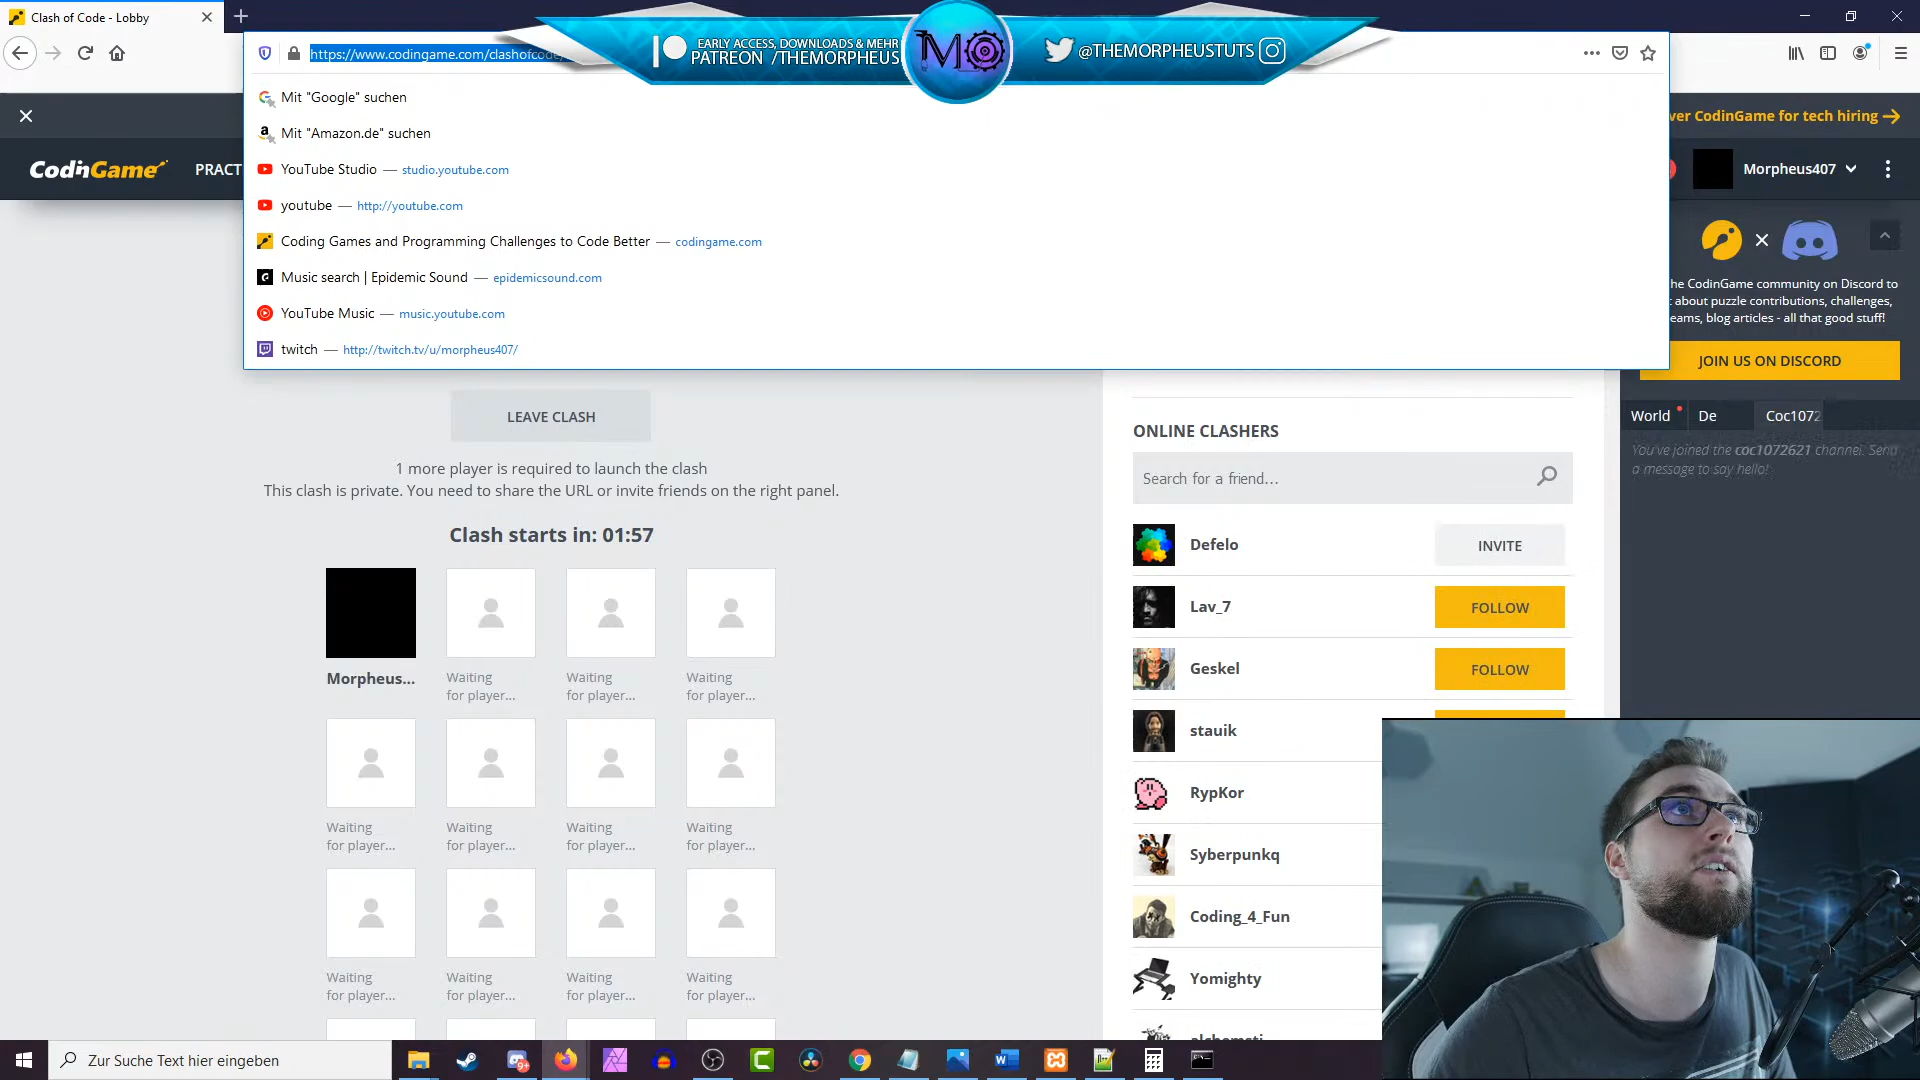 Clash of Code - Lobby
https://www.codingame.com/clashofcode/
EARLY ACCESS, DOWNLOADS & MEHR
PATREON /THEMORPHEUS
MO
@THEMORPHEUSTUTS
Mit "Google" suchen
Mit "Amazon.de" suchen
YouTube Studio — studio.youtube.com
youtube — http://youtube.com
Coding Games and Programming Challenges to Code Better — codingame.com
Music search | Epidemic Sound — epidemicsound.com
YouTube Music — music.youtube.com
twitch — http://twitch.tv/u/morpheus407/
ver CodinGame for tech hiring
CodinGame
PRACT
Morpheus407
he CodinGame community on Discord to
about puzzle contributions, challenges,
eams, blog articles - all that good stuff!
JOIN US ON DISCORD
World
De
Coc1072
You've joined the coc1072621 channel. Send
a message to say hello!
LEAVE CLASH
1 more player is required to launch the clash
This clash is private. You need to share the URL or invite friends on the right panel.
Clash starts in: 01:57
Morpheus...
Waiting
for player...
Waiting
for player...
Waiting
for player...
Waiting
for player...
Waiting
for player...
Waiting
for player...
Waiting
for player...
Waiting
for player...
Waiting
for player...
Waiting
for player...
Waiting
for player...
ONLINE CLASHERS
Search for a friend...
Defelo
INVITE
Lav_7
FOLLOW
Geskel
FOLLOW
stauik
RypKor
Syberpunkq
Coding_4_Fun
Yomighty
Zur Suche Text hier eingeben
9+